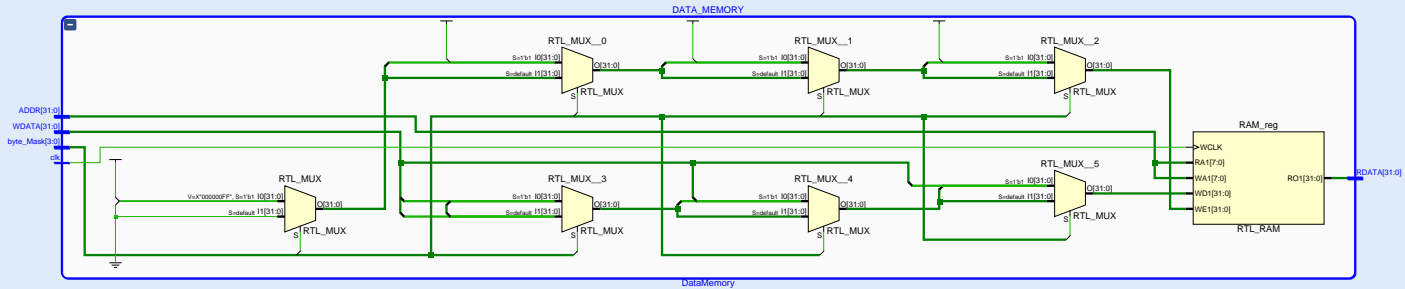 DATA_MEMORY
RTL_MUX__0
S=1'b1 I0[31:0]
O[31:0]
S=default I1[31:0]
S
RTL_MUX
RTL_MUX__1
S=1'b1 I0[31:0]
O[31:0]
S=default I1[31:0]
S
RTL_MUX
RTL_MUX__2
S=1'b1 I0[31:0]
O[31:0]
S=default I1[31:0]
S
RTL_MUX
ADDR[31:0]
WDATA[31:0]
byte_Mask[3:0]
clk
RTL_MUX
V=X"000000FF", S=1'b1 I0[31:0]
O[31:0]
S=default I1[31:0]
S
RTL_MUX
RTL_MUX__3
S=1'b1 I0[31:0]
O[31:0]
S=default I1[31:0]
S
RTL_MUX
RTL_MUX__4
S=1'b1 I0[31:0]
O[31:0]
S=default I1[31:0]
S
RTL_MUX
RTL_MUX__5
S=1'b1 I0[31:0]
O[31:0]
S=default I1[31:0]
S
RTL_MUX
RAM_reg
WCLK
RA1[7:0]
WA1[7:0]
RO1[31:0]
WD1[31:0]
WE1[31:0]
RTL_RAM
RDATA[31:0]
DataMemory